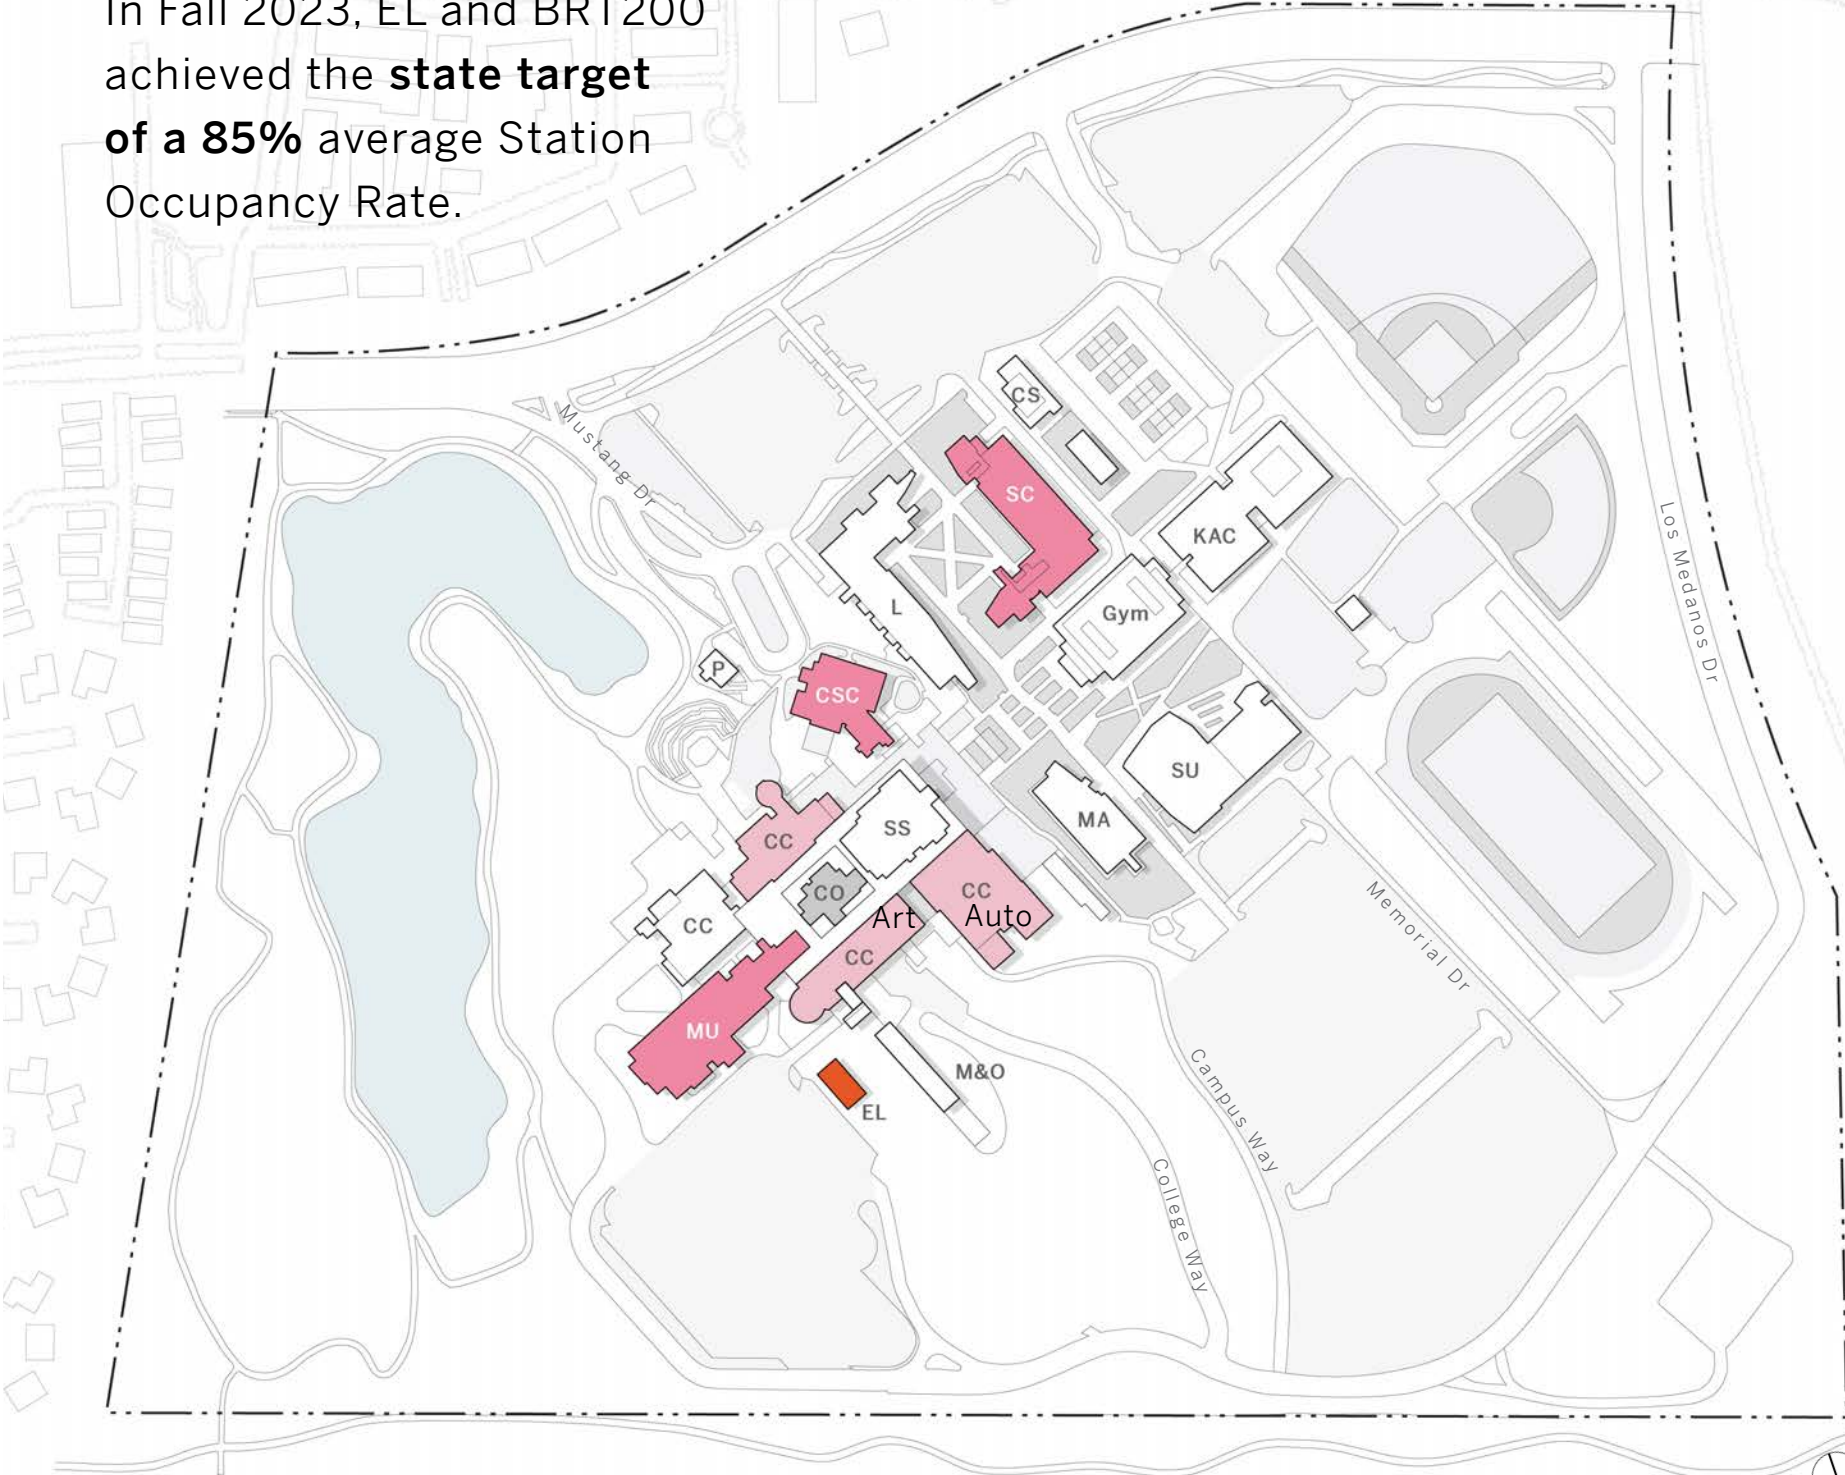 In Fall 2023, EL and BRT200
achieved the state target
of a 85% average Station
Occupancy Rate.
Mustang Dr
CS
SC
KAC
Los Medanos Dr
L
Gym
P
CSC
SU
MA
SS
CC
CO
CC
Art
Auto
CC
CC
Memorial Dr
MU
M&O
EL
Campus Way
College Way